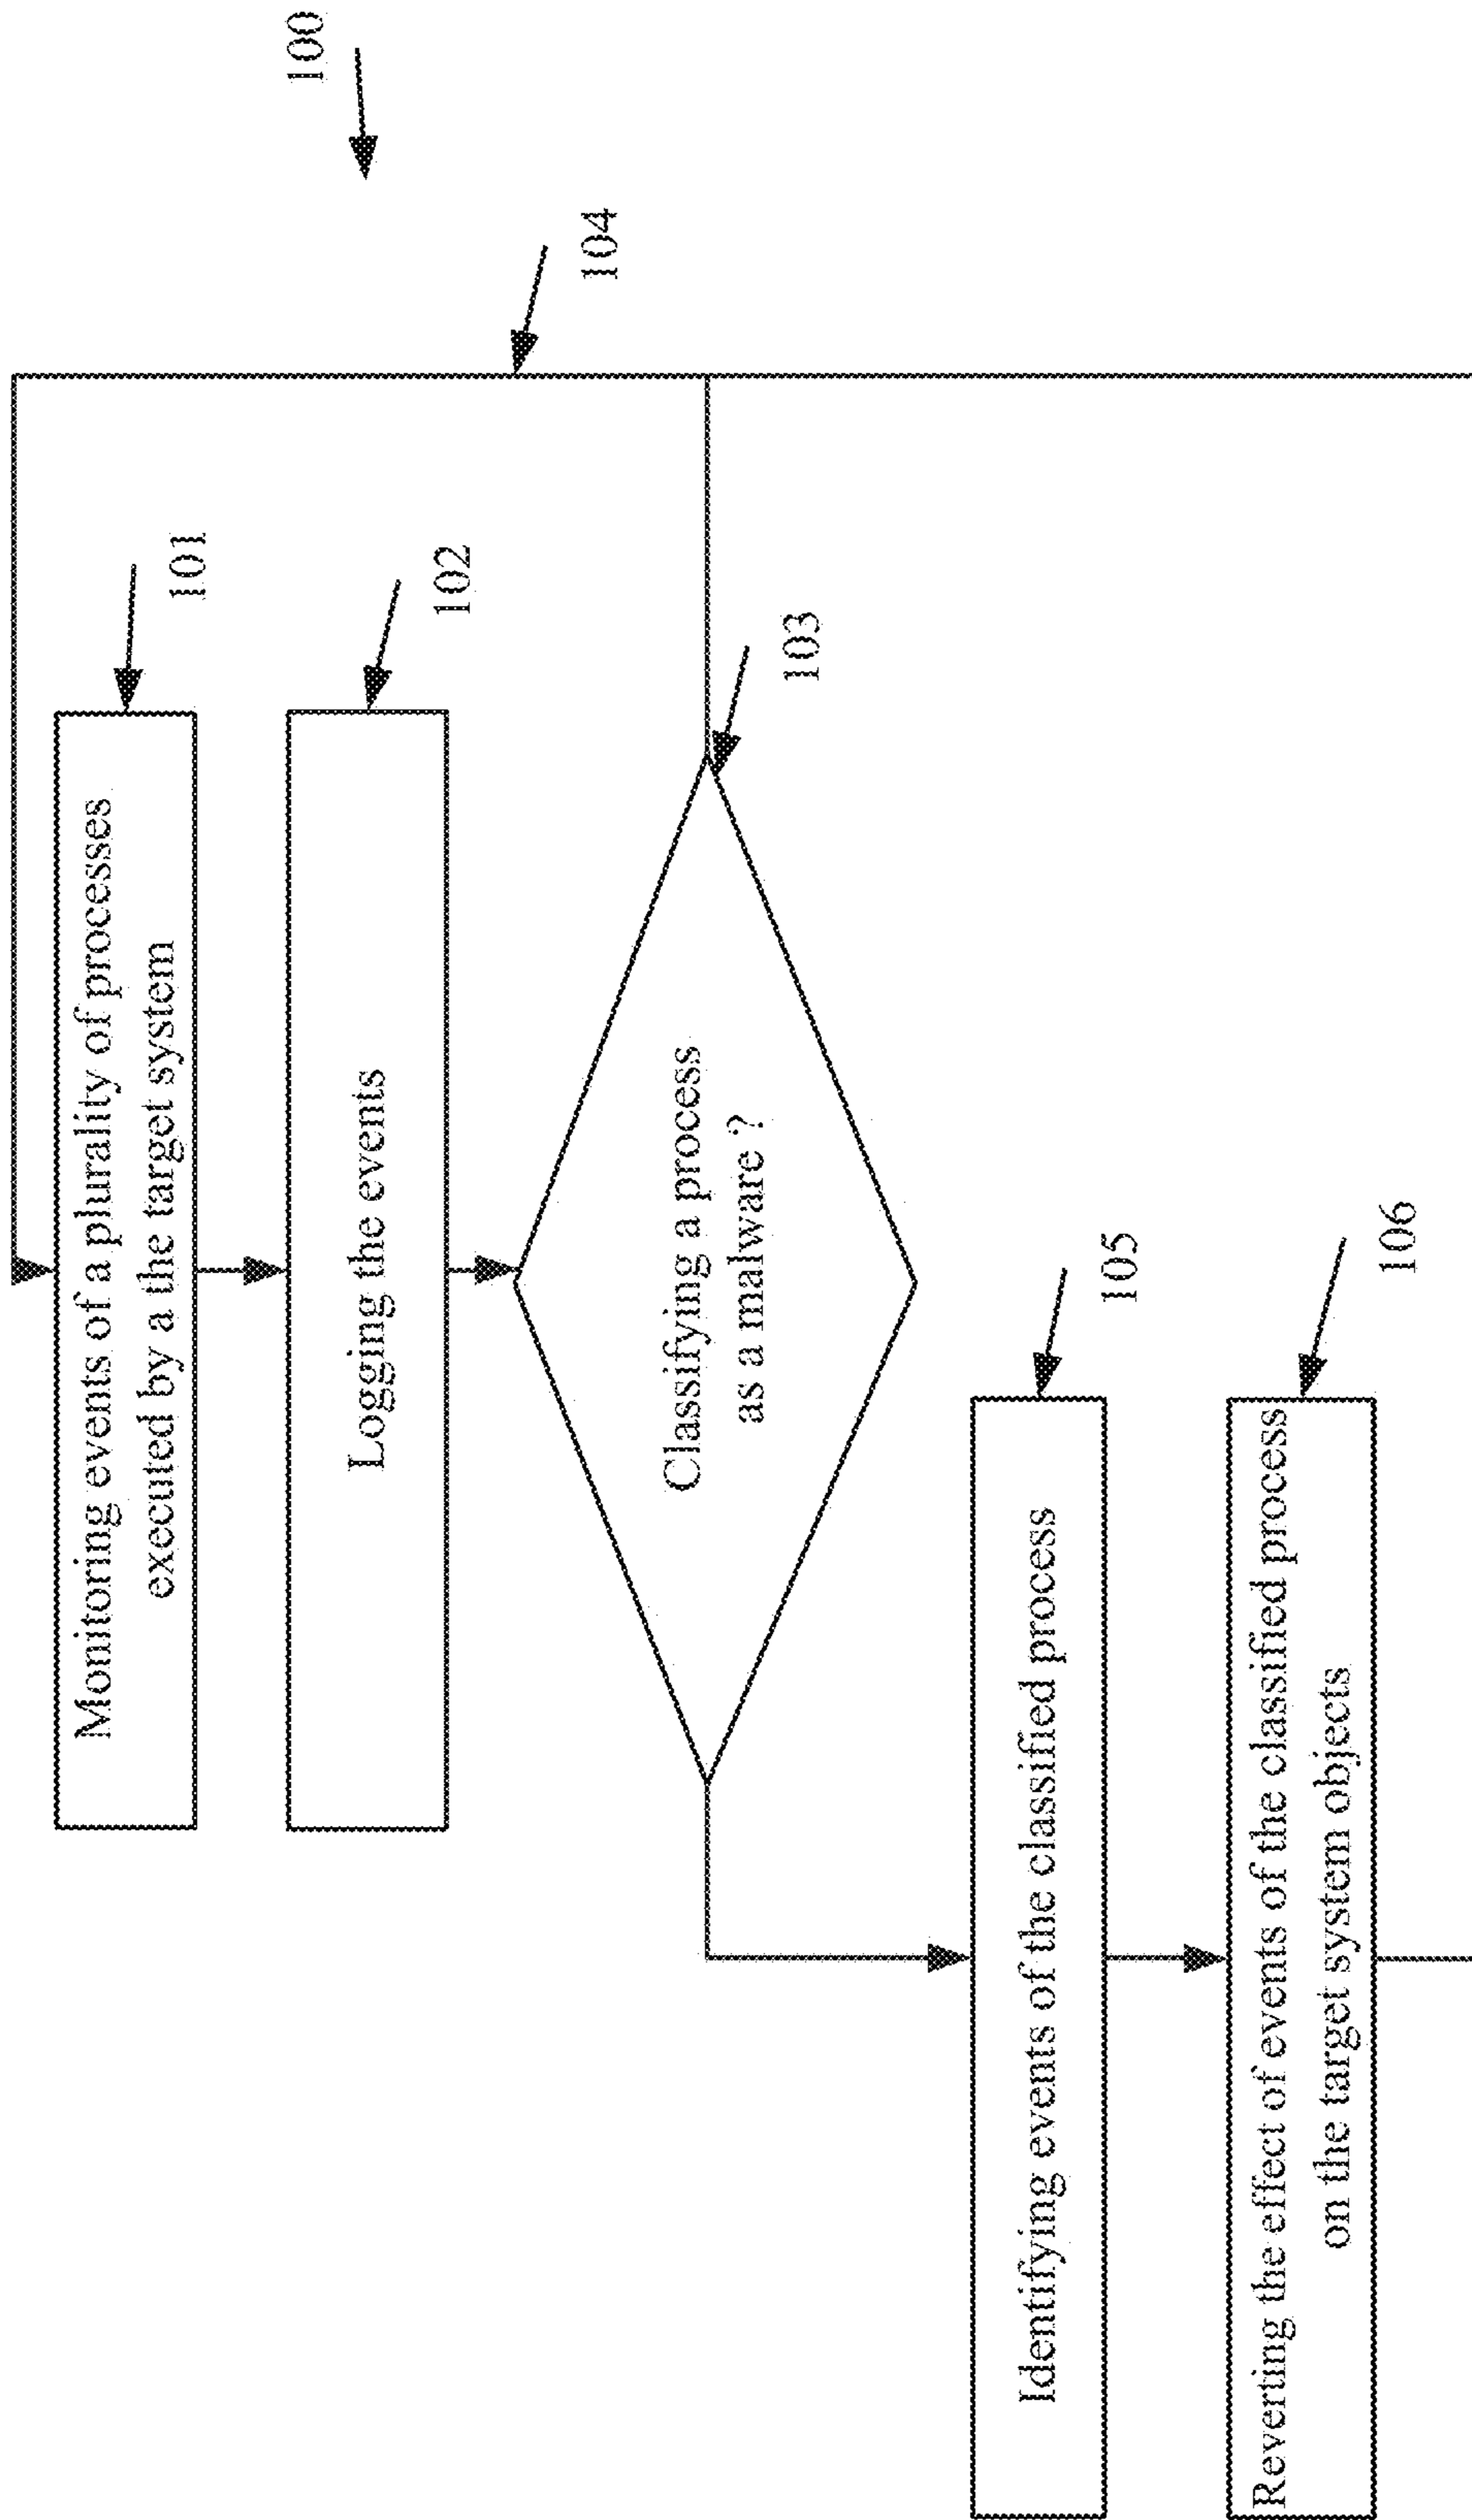 100
104
Monitoring events of a plurality of processes
executed by a the target system
101
Logging the events
102
Classifying a process
as a malware ?
103
Identifying events of the classified process
105
Reverting the effect of events of the classified process
on the target system objects
106